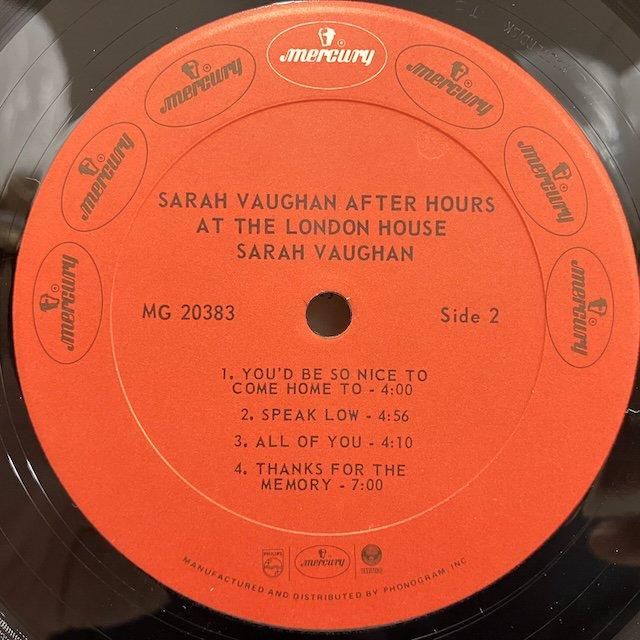 mercury
mercury
mercury
mercury
mercury
mercury
mercury
SARAH VAUGHAN AFTER HOURS
AT THE LONDON HOUSE
SARAH VAUGHAN
MG 20383
Side 2
1. YOU'D BE SO NICE TO
COME HOME TO - 4:00
2. SPEAK LOW - 4:56
3. ALL OF YOU - 4:10
4. THANKS FOR THE
MEMORY - 7:00
PHILIPS
mercury
MANUFACTURED AND DISTRIBUTED BY PHONOGRAM, INC